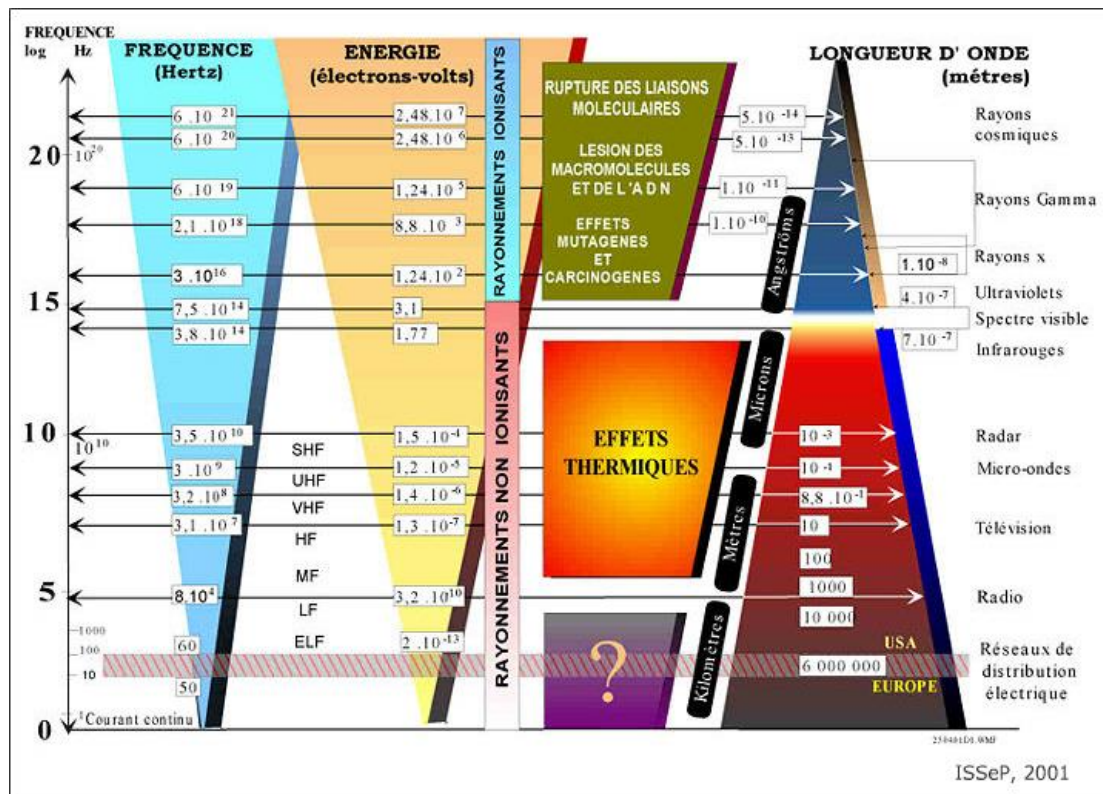 FREQUENCE
log Hz
FREQUENCE
(Hertz)
ENERGIE
(électrons-volts)
LONGUEUR D' ONDE
(métres)
RAYONNEMENTS IONISANTS
RAYONNEMENTS NON IONISANTS
RUPTURE DES LIAISONS
MOLECULAIRES
LESION DES
MACROMOLECULES
ET DE L'A D N
EFFETS
MUTAGENES
ET
CARCINOGENES
EFFETS
THERMIQUES
?
Angströms
Microns
Mètres
Kilomètres
20
10 20
15
10
10 10
5
1000
100
10
1
0
Courant continu
6 .10 21
6 .10 20
6 .10 19
2,1 .10 18
3 .10 16
7,5 .10 14
3,8 .10 14
3,5 .10 10
3 .10 9
3,2 .10 8
3,1 .10 7
8.10 4
60
50
SHF
UHF
VHF
HF
MF
LF
ELF
2,48.10 7
2,48.10 6
1,24.10 5
8,8 .10 3
1,24.10 2
3,1
1,77
1,5 .10 -4
1,2 .10 -5
1,4 .10 -6
1,3 .10 -7
3,2 .10 10
2 .10 -13
5.10 -14
5.10 -13
1.10 -11
1.10 -10
1.10 -8
4.10 -7
7.10 -7
10 -3
10 -1
8,8 .10 -1
10
100
1000
10 000
USA
6 000 000
EUROPE
Rayons
cosmiques
Rayons Gamma
Rayons x
Ultraviolets
Spectre visible
Infrarouges
Radar
Micro-ondes
Télévision
Radio
Réseaux de
distribution
électrique
ISSeP, 2001